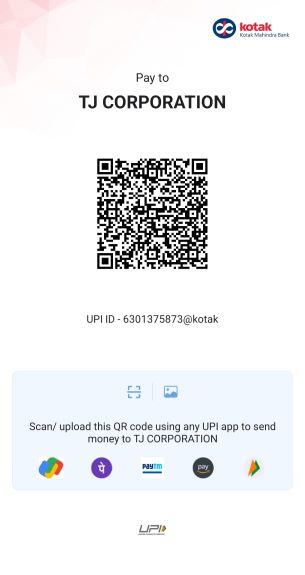 kotak
Kotak Mahindra Bank
Pay to
TJ CORPORATION
UPI ID - 6301375873@kotak
Scan/ upload this QR code using any UPI app to send
money to TJ CORPORATION
पे
paytm
pay
UPI